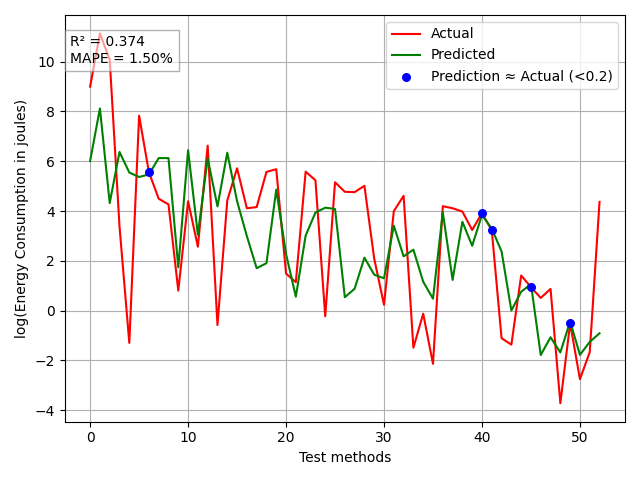 R² = 0.374
MAPE = 1.50%
Actual
Predicted
Prediction ≈ Actual (<0.2)
log(Energy Consumption in joules)
10
8
6
4
2
0
−2
−4
0 10 20 30 40 50
Test methods